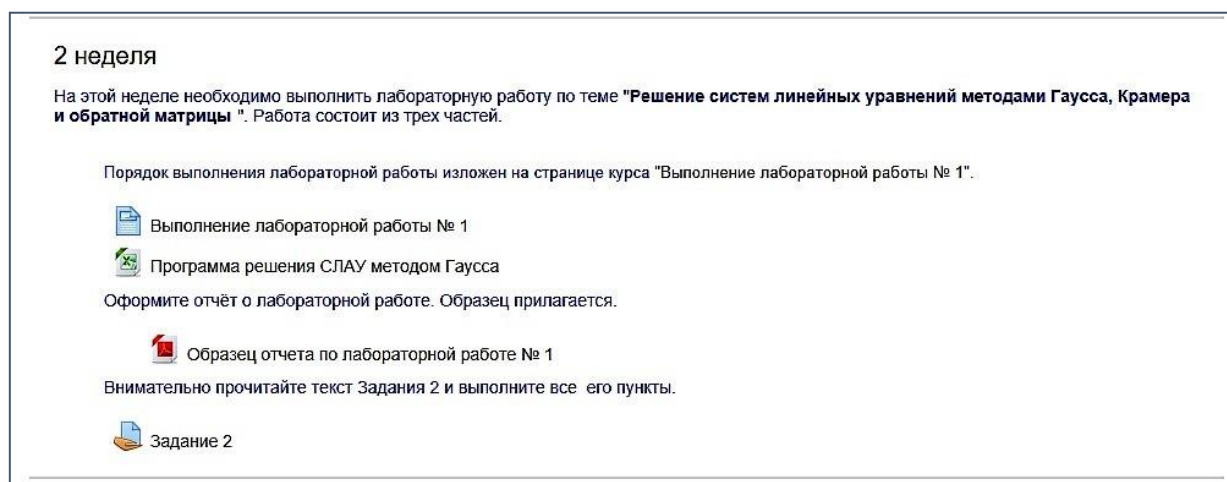 2 неделя
На этой неделе необходимо выполнить лабораторную работу по теме "Решение систем линейных уравнений методами Гаусса, Крамера
и обратной матрицы ". Работа состоит из трех частей.
Порядок выполнения лабораторной работы изложен на странице курса "Выполнение лабораторной работы № 1".
Выполнение лабораторной работы № 1
Программа решения СЛАУ методом Гаусса
Оформите отчёт о лабораторной работе. Образец прилагается.
Образец отчета по лабораторной работе № 1
Внимательно прочитайте текст Задания 2 и выполните все его пункты.
Задание 2